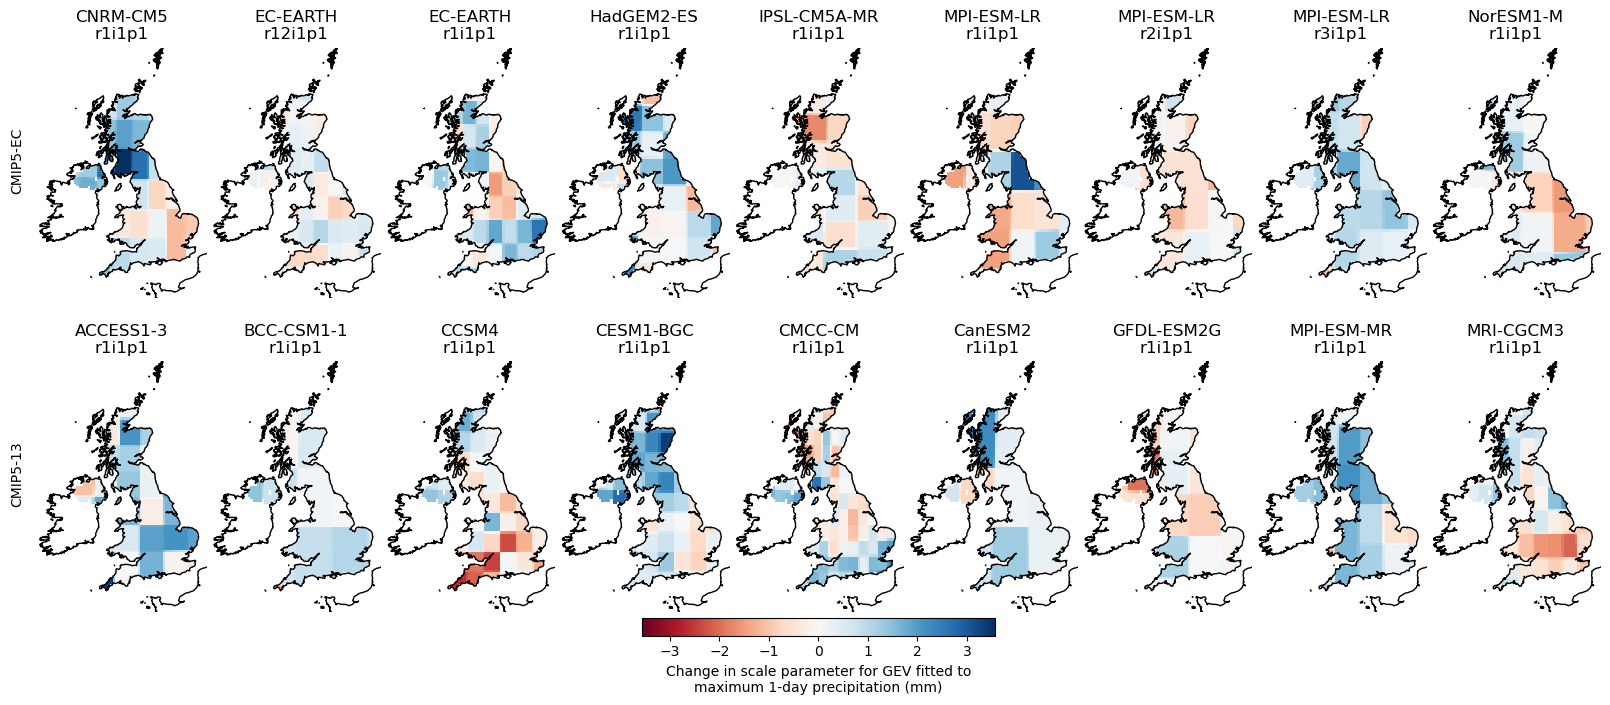 CNRM-CM5 EC-EARTH EC-EARTH HadGEM2-ES IPSL-CM5A-MR MPI-ESM-LR MPI-ESM-LR MPI-ESM-LR NorESM1-M
r1i1p1 r12i1p1 r1i1p1 r1i1p1 r1i1p1 r1i1p1 r2i1p1 r3i1p1 r1i1p1
CMIP5-EC
ACCESS1-3 BCC-CSM1-1 CCSM4 CESM1-BGC CMCC-CM CanESM2 GFDL-ESM2G MPI-ESM-MR MRI-CGCM3
r1i1p1 r1i1p1 r1i1p1 r1i1p1 r1i1p1 r1i1p1 r1i1p1 r1i1p1 r1i1p1
CMIP5-13
−3 −2 −1 0 1 2 3
Change in scale parameter for GEV fitted to
maximum 1-day precipitation (mm)